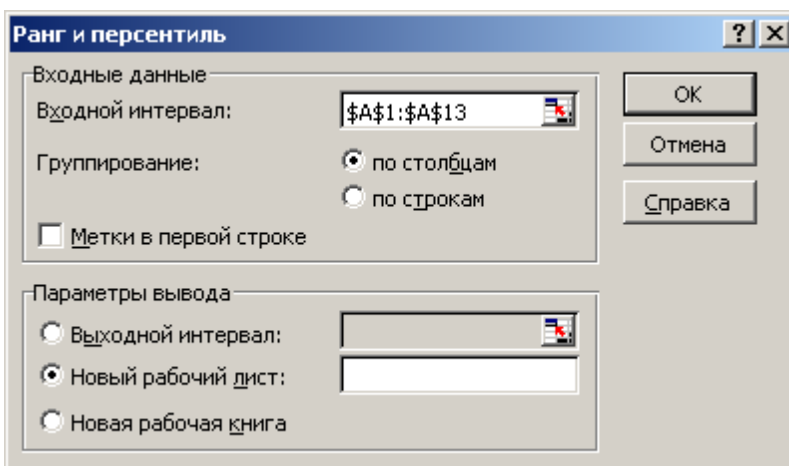 Ранг и персентиль
Входные данные
Входной интервал: $A$1:$A$13
Группирование: по столбцам
по строкам
Метки в первой строке
Параметры вывода
Выходной интервал:
Новый рабочий лист:
Новая рабочая книга
ОК
Отмена
Справка